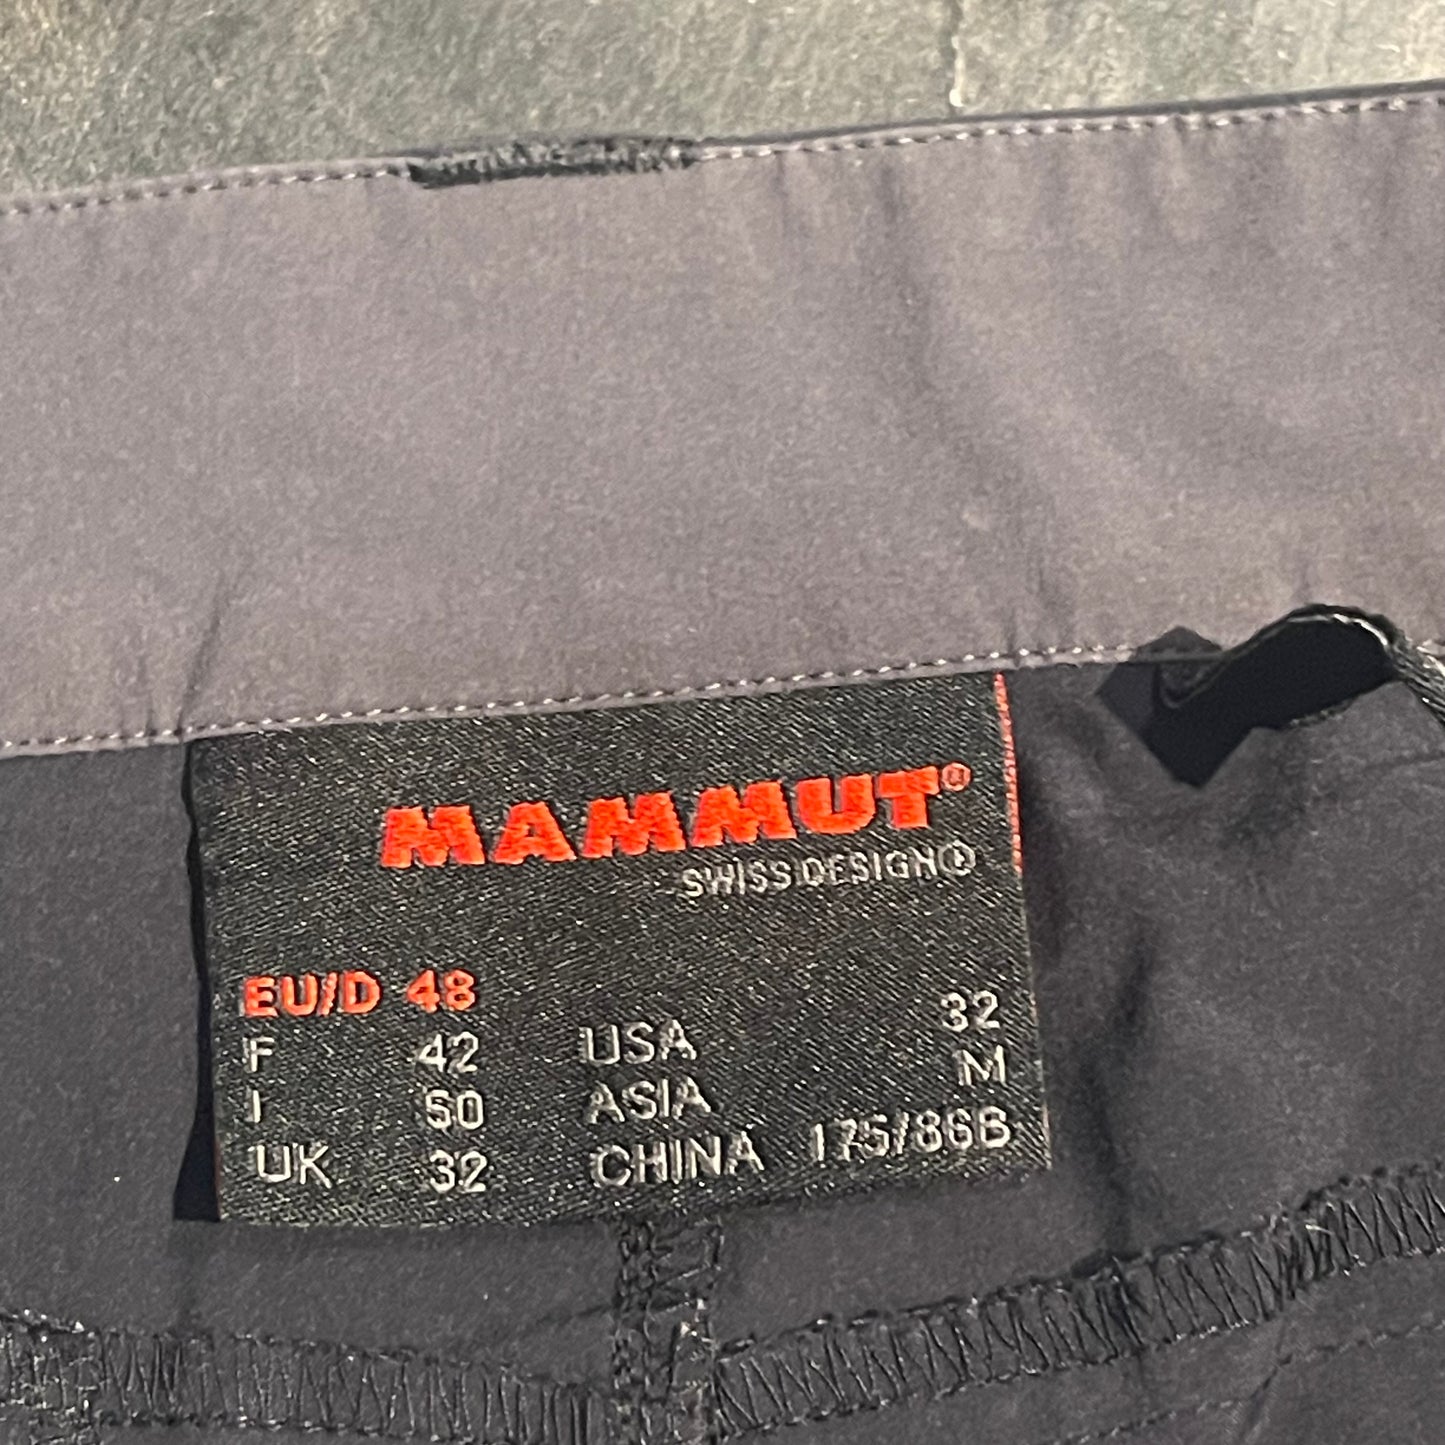 MAMMUT®
SWISS DESIGN
EU/D 48
F 42 USA 32
I 50 ASIA M
UK 32 CHINA 175/86B